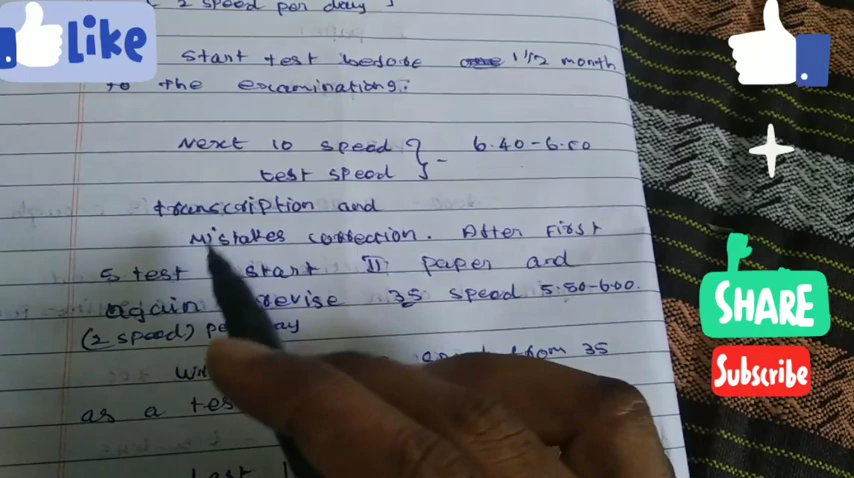 2 speed per day
Like
start test before 1 1/2 month
to the examinations:
Next 10 speed } - 6.40-6.50
test speed
transcription and
Mistakes correction. After First
5 test start II paper and
again revise 35 speed 5.50-6.00.
(2 speed) per day
from 35
as a
SHARE
Subscribe